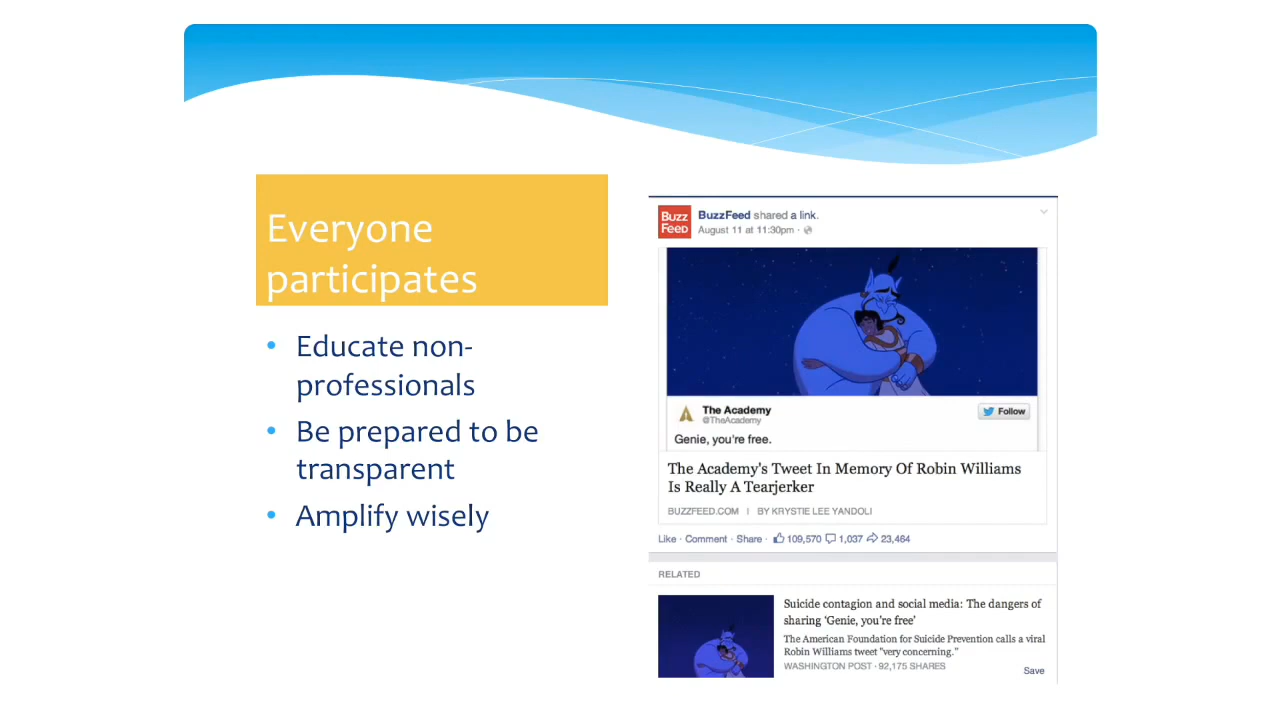 Everyone
participates
• Educate non-
professionals
• Be prepared to be
transparent
• Amplify wisely
Buzz
FeeD
BuzzFeed shared a link.
August 11 at 11:30pm ·
The Academy
@TheAcademy
Follow
Genie, you're free.
The Academy's Tweet In Memory Of Robin Williams
Is Really A Tearjerker
BUZZFEED.COM | BY KRYSTIE LEE YANDOLI
Like · Comment · Share · 109,570 1,037 23,464
RELATED
Suicide contagion and social media: The dangers of
sharing ‘Genie, you’re free’
The American Foundation for Suicide Prevention calls a viral
Robin Williams tweet "very concerning."
WASHINGTON POST · 92,175 SHARES
Save